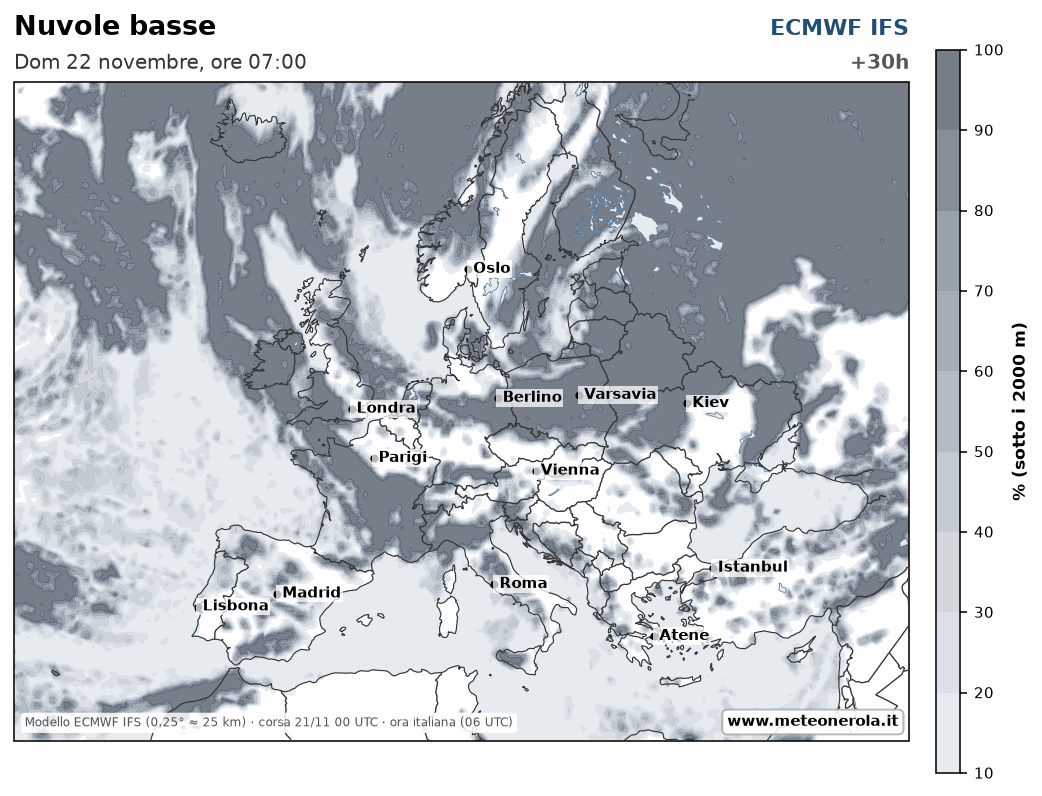 Nuvole basse
ECMWF IFS
Dom 22 novembre, ore 07:00
+30h
100
90
80
70
60
50
40
30
20
10
% (sotto i 2000 m)
Oslo
Berlino
Varsavia
Kiev
Londra
Parigi
Vienna
Istanbul
Roma
Madrid
Lisbona
Atene
Modello ECMWF IFS (0,25° ≈ 25 km) · corsa 21/11 00 UTC · ora italiana (06 UTC)
www.meteonerola.it